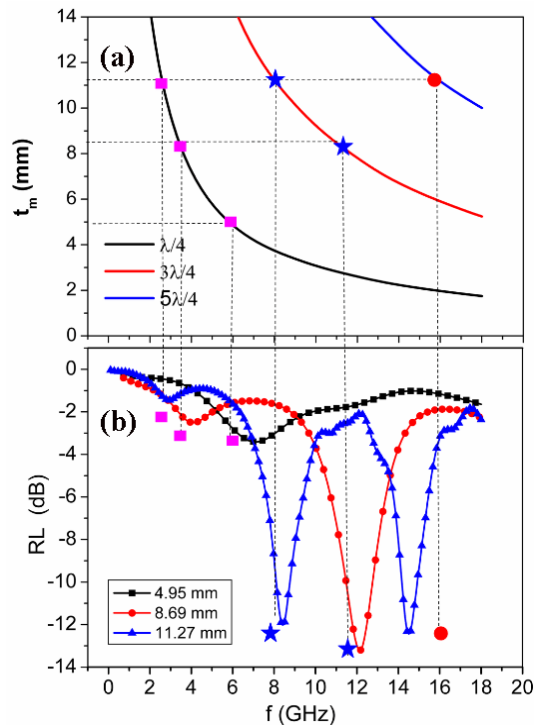 14
12
10
8
6
4
2
0
t_m (mm)
(a)
λ/4
3λ/4
5λ/4
0
-2
-4
-6
-8
-10
-12
-14
RL (dB)
(b)
4.95 mm
8.69 mm
11.27 mm
0 2 4 6 8 10 12 14 16 18 20
f (GHz)